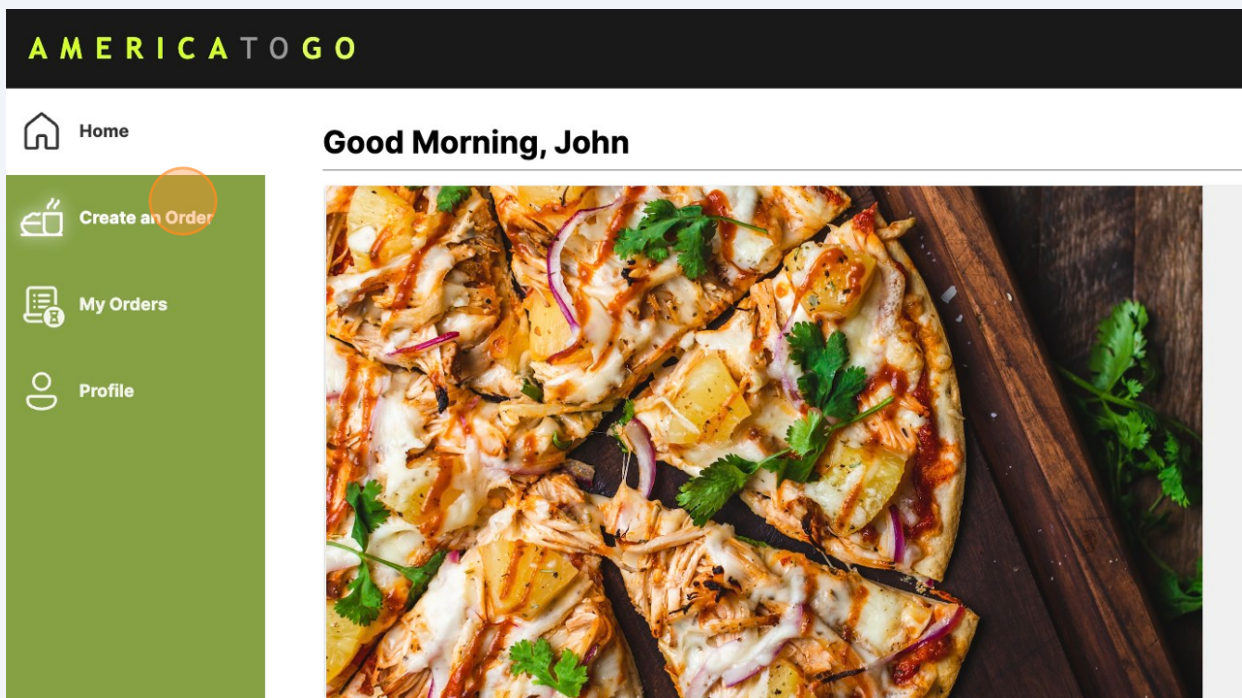 AMERICATOGO
Home
Good Morning, John
Create an Order
My Orders
Profile